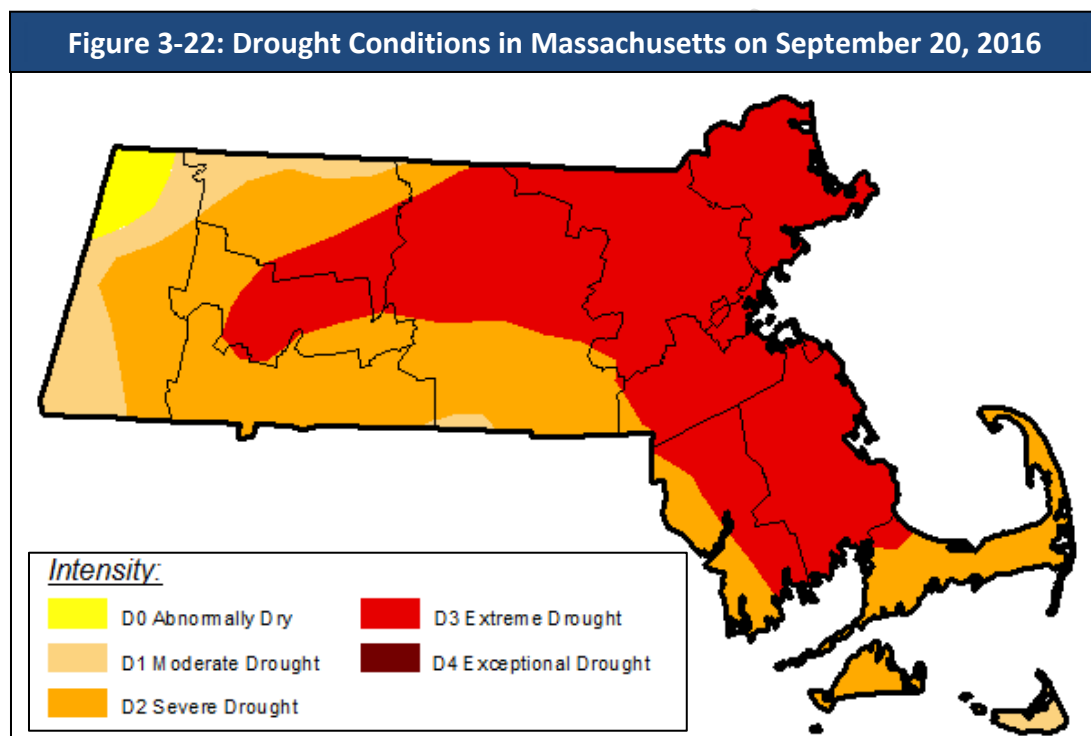 Figure 3-22: Drought Conditions in Massachusetts on September 20, 2016
Intensity:
D0 Abnormally Dry
D1 Moderate Drought
D2 Severe Drought
D3 Extreme Drought
D4 Exceptional Drought